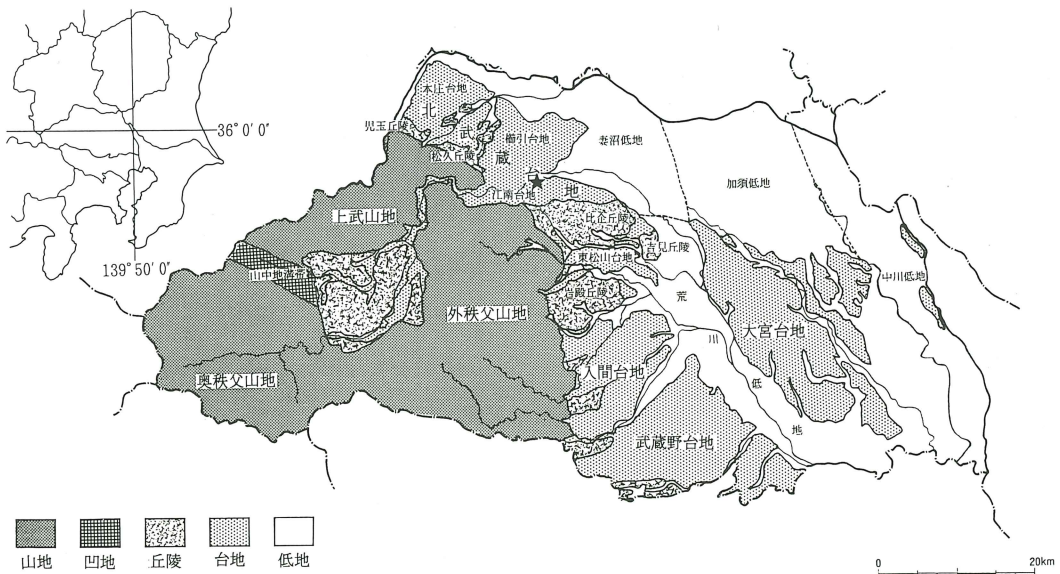 36° 0' 0"
139° 50' 0"
本庄台地
北武蔵台地
児玉丘陵
松久丘陵
櫛引台地
妻沼低地
加須低地
江南台地
上武山地
比企丘陵
吉見丘陵
東松山台地
中川低地
山中地溝帯
岩殿丘陵
外秩父山地
荒川低地
大宮台地
入間台地
奥秩父山地
武蔵野台地
山地
凹地
丘陵
台地
低地
0
20km